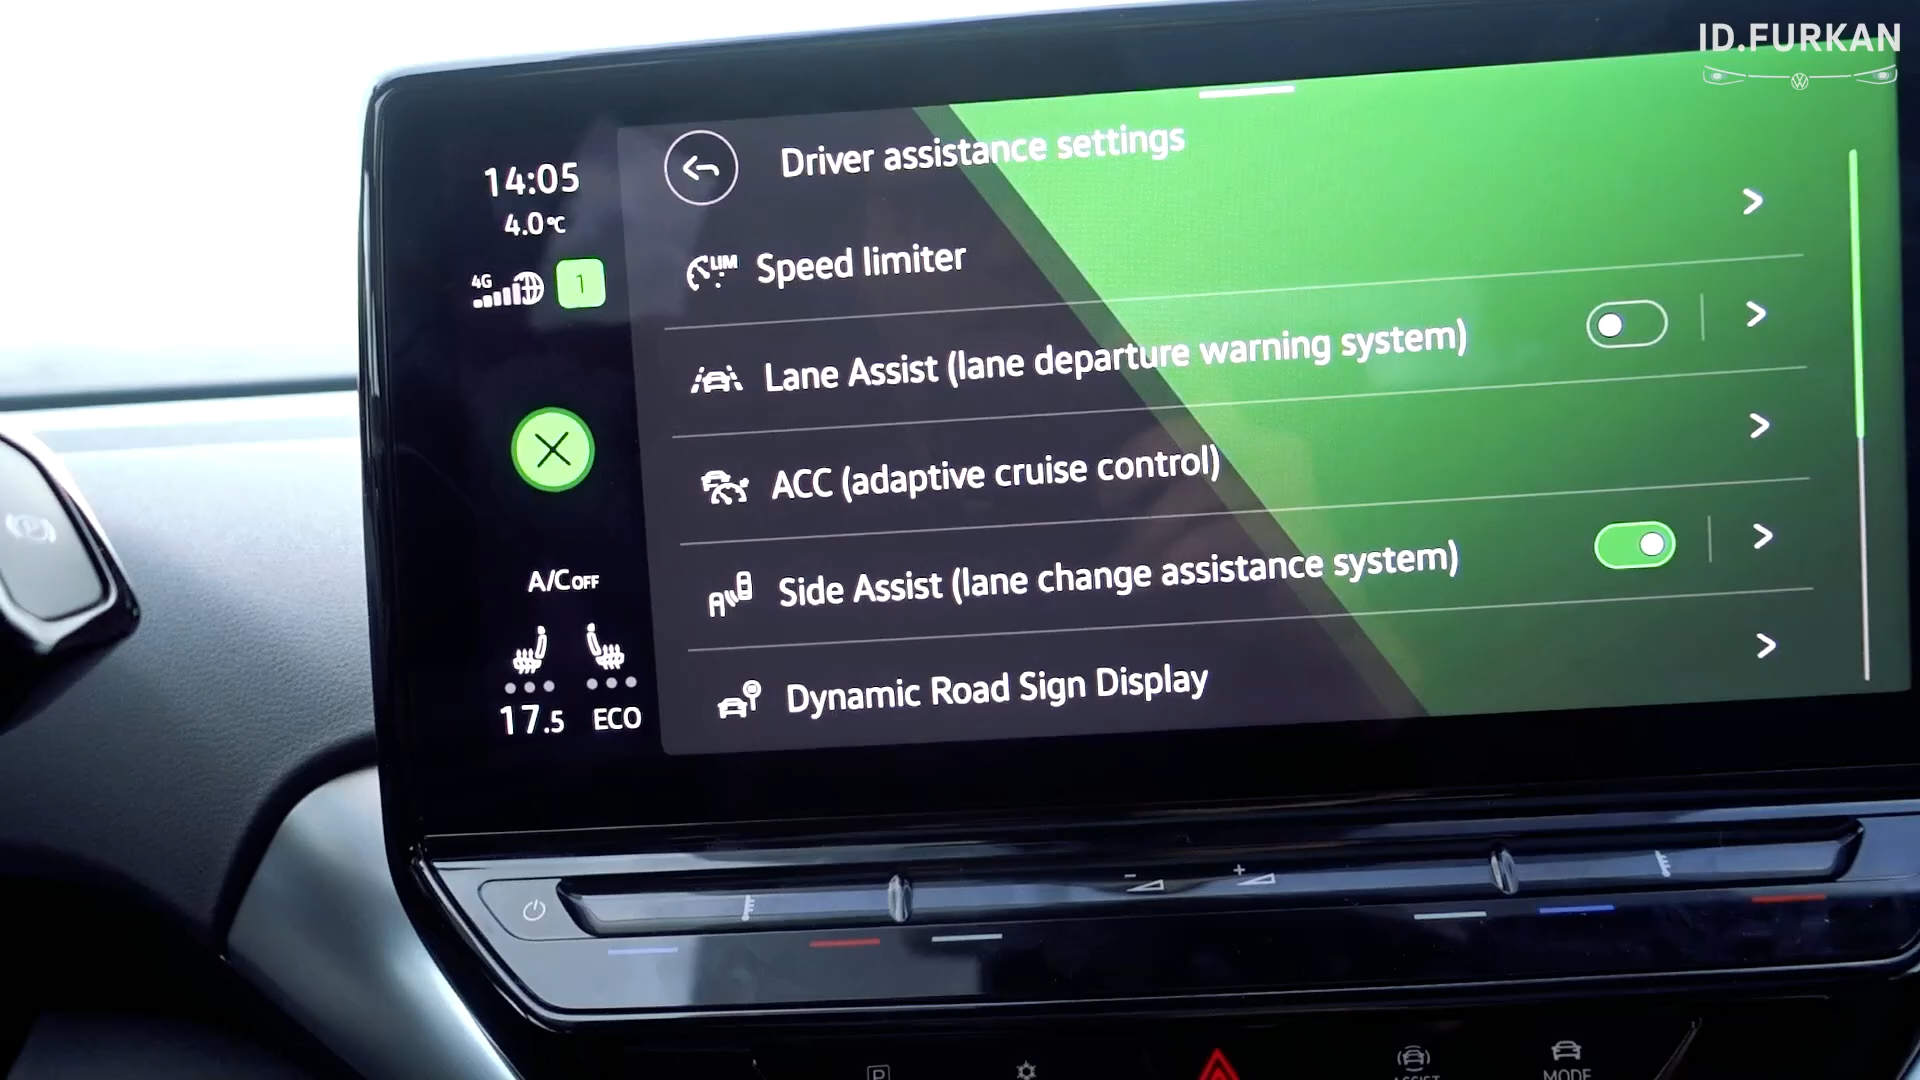 ID.FURKAN
14:05
4.0°C
4G
1
Driver assistance settings
LIM
Speed limiter
Lane Assist (lane departure warning system)
ACC (adaptive cruise control)
Side Assist (lane change assistance system)
Dynamic Road Sign Display
A/C OFF
17.5
ECO
P
ASSIST
MODE